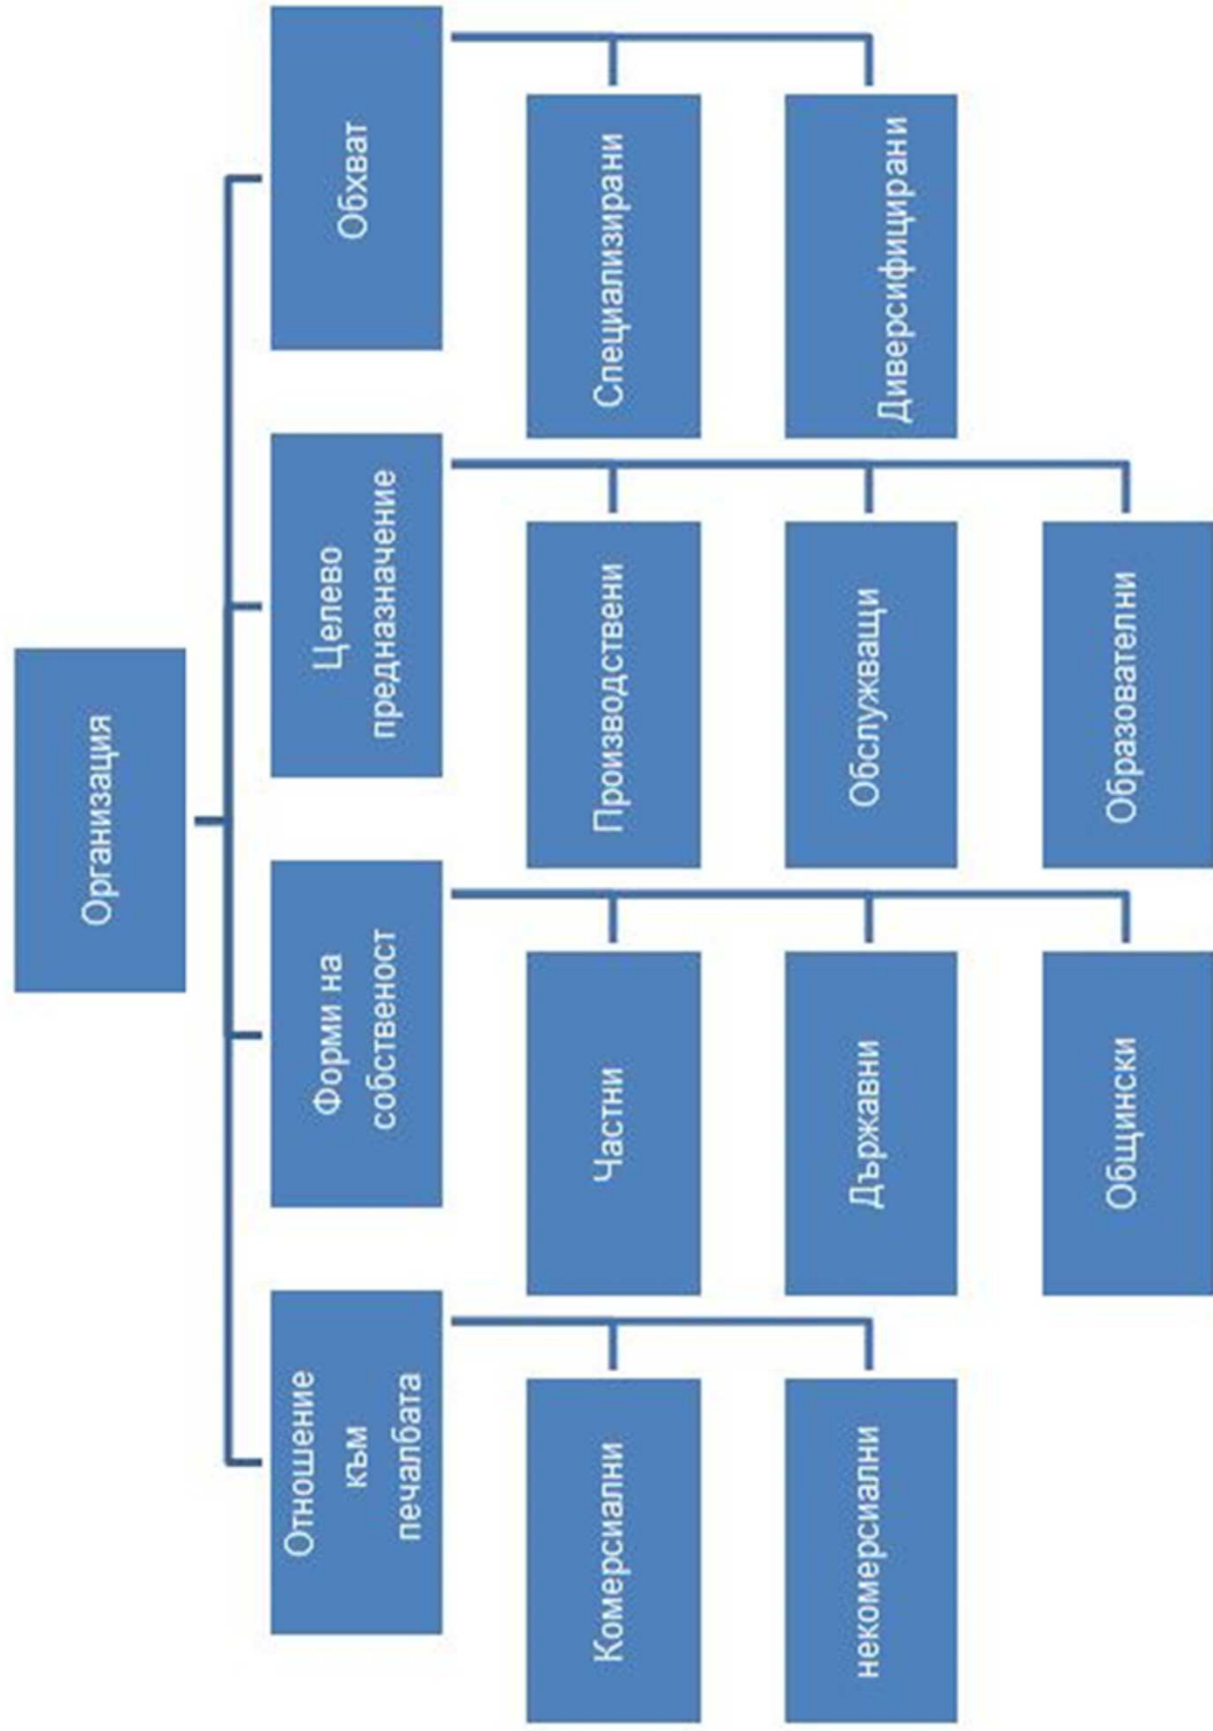 Организация
Отношение
към
печалбата
Комерсиални
некомерсиални
Форми на
собственост
Частни
Държавни
Общински
Целево
предназначение
Производствени
Обслужващи
Образователни
Обхват
Специализирани
Диверсифицирани